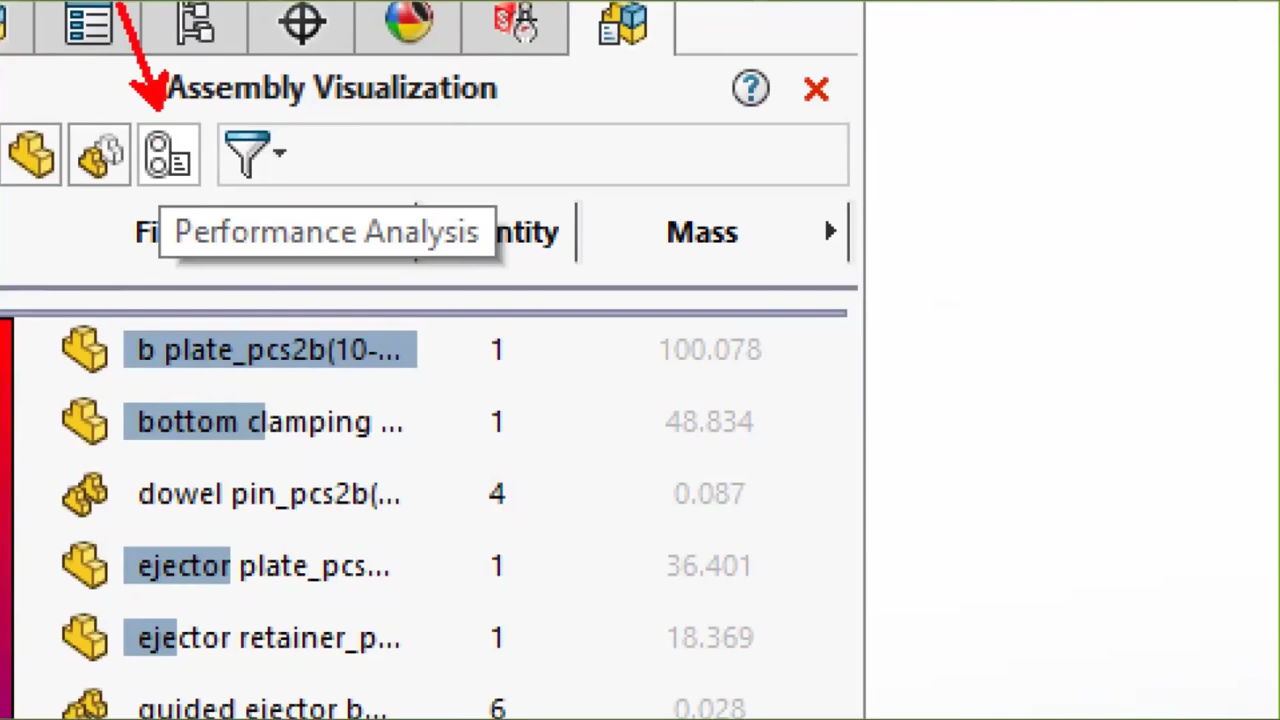 Assembly Visualization
Fi Performance Analysis ntity Mass
b plate_pcs2b(10-... 1 100.078
bottom clamping ... 1 48.834
dowel pin_pcs2b(... 4 0.087
ejector plate_pcs... 1 36.401
ejector retainer_p... 1 18.369
guided ejector b... 6 0.028